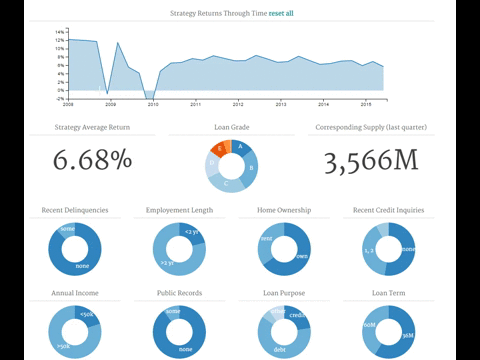 Strategy Returns Through Time reset all
14%
12%
10%
8%
6%
4%
2%
0%
-2%
2008 2009 2010 2011 2012 2013 2014 2015
Strategy Average Return Loan Grade Corresponding Supply (last quarter)
6.68% 3,566M
E A
D B
C
Recent Delinquencies Employement Length Home Ownership Recent Credit Inquiries
some <2 yr rent 1, 2 none
none >2 yr own
Annual Income Public Records Loan Purpose Loan Term
<50k some other credit 60M
>50k none debt 36M